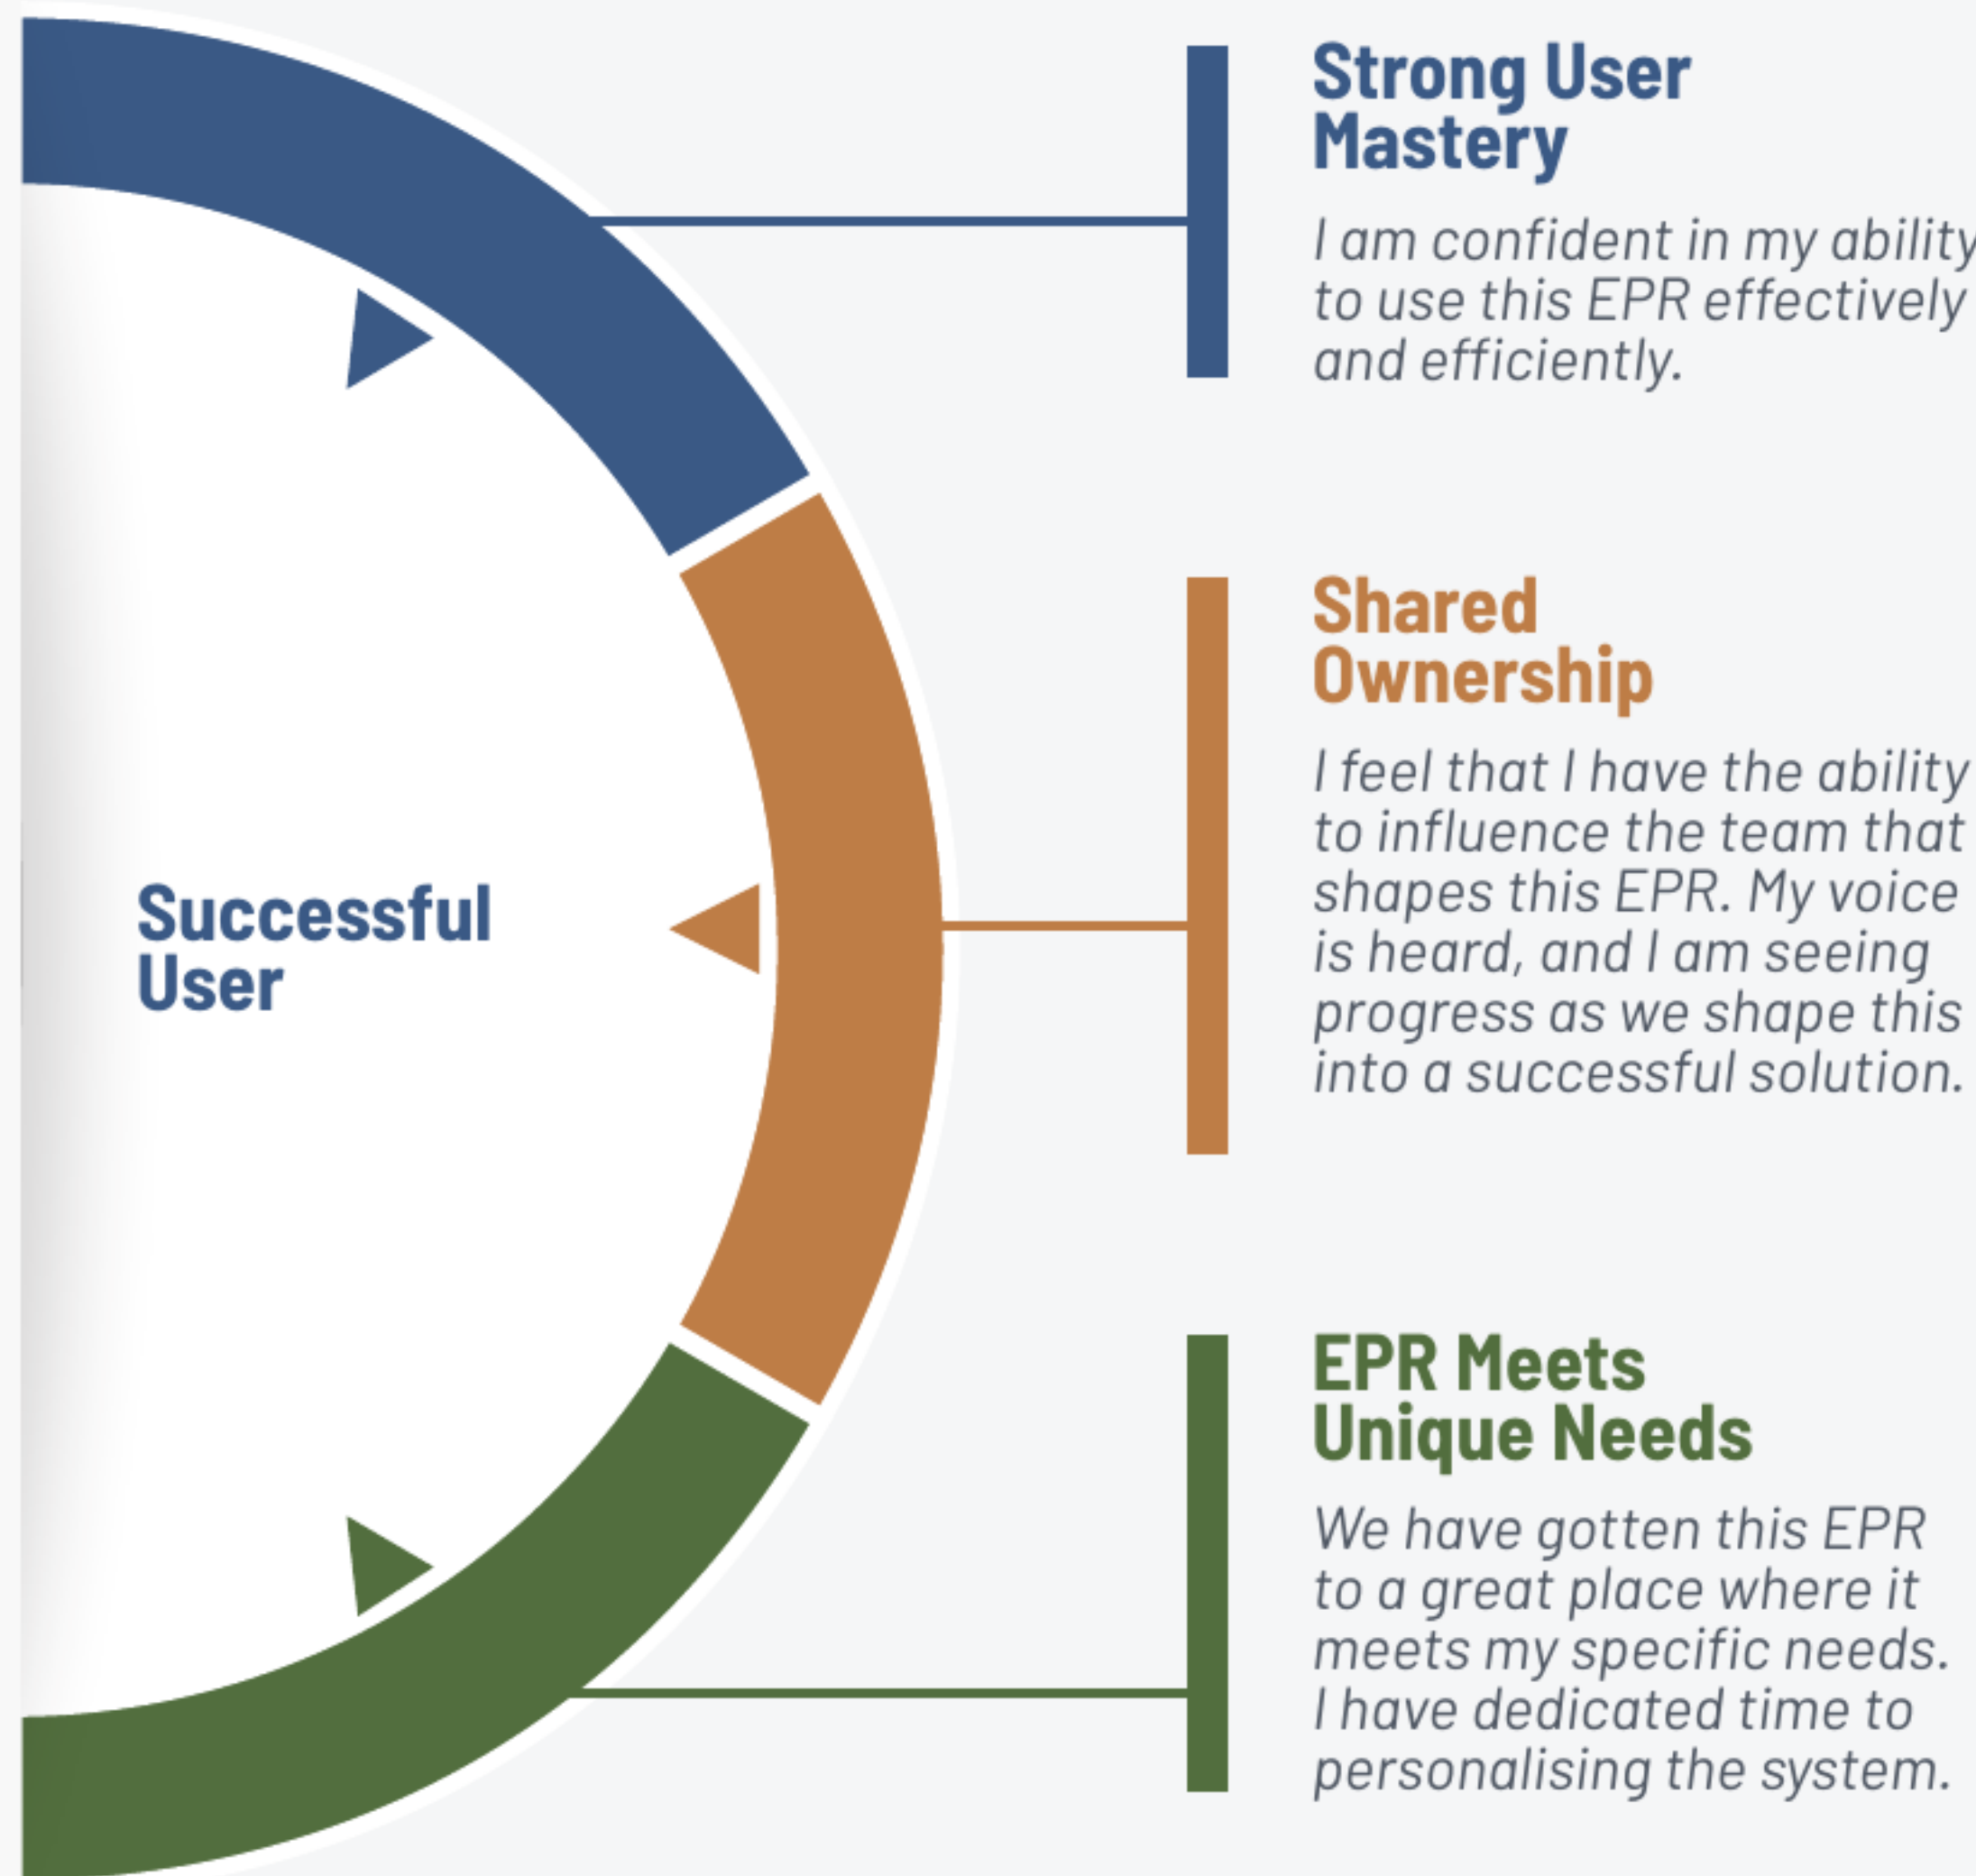 Strong User
Mastery
I am confident in my ability
to use this EPR effectively
and efficiently.
Shared
Ownership
I feel that I have the ability
to influence the team that
shapes this EPR. My voice
is heard, and I am seeing
progress as we shape this
into a successful solution.
Successful
User
EPR Meets
Unique Needs
We have gotten this EPR
to a great place where it
meets my specific needs.
I have dedicated time to
personalising the system.